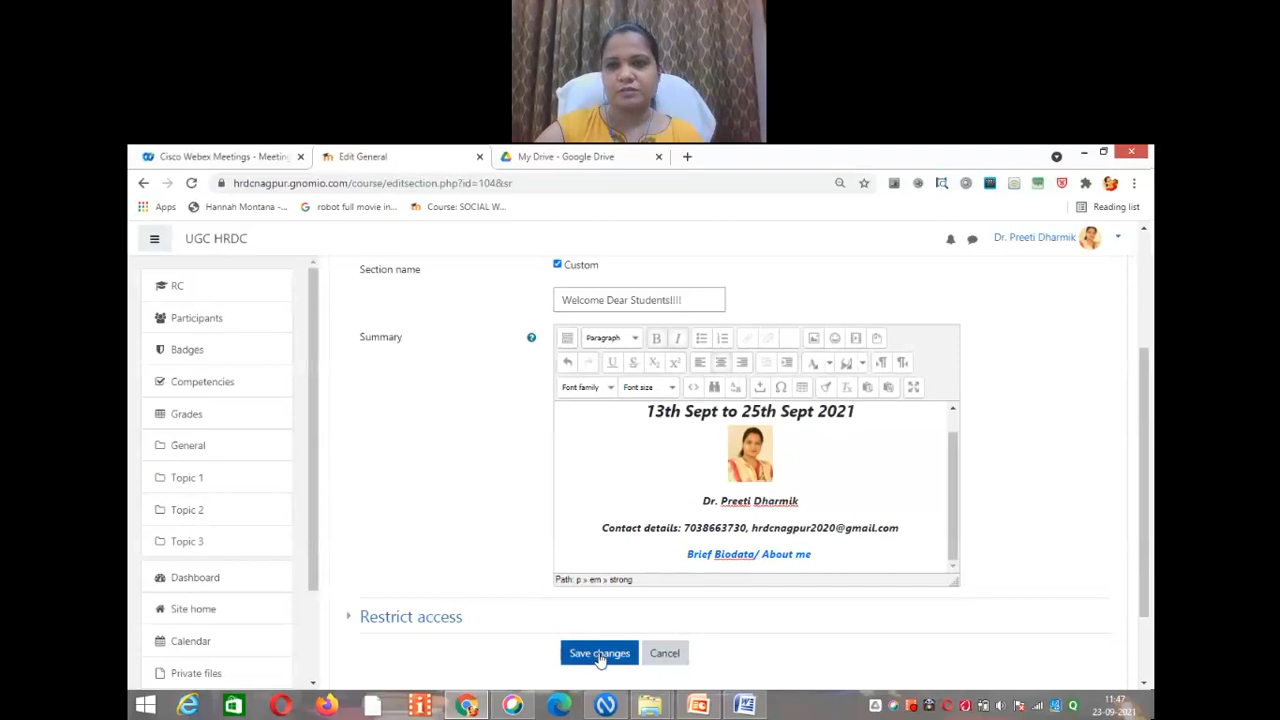 Cisco Webex Meetings - Meeting
Edit General
My Drive - Google Drive
hrdcnagpur.gnomio.com/course/editsection.php?id=104&sr
Apps
Hannah Montana -...
robot full movie in...
Course: SOCIAL W...
Reading list
UGC HRDC
Dr. Preeti Dharmik
RC
Participants
Badges
Competencies
Grades
General
Topic 1
Topic 2
Topic 3
Dashboard
Site home
Calendar
Private files
Section name
Custom
Welcome Dear Students!!!!
Summary
Paragraph
Font family
Font size
13th Sept to 25th Sept 2021
Dr. Preeti Dharmik
Contact details: 7038663730, hrdcnagpur2020@gmail.com
Brief Biodata/ About me
Path: p » em » strong
Restrict access
Save changes
Cancel
11:47
23-09-2021